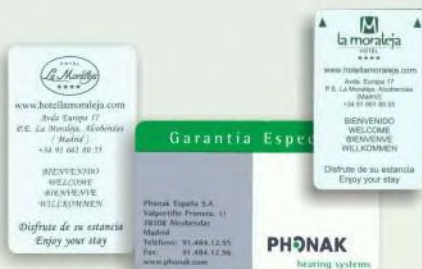 HOTEL
La Moraleja
★★★★
www.hotellamoraleja.com
Avda Europa 17
P.E. La Moraleja, Alcobendas
(Madrid)
+34 91 661 80 55
BIENVENIDO
WELCOME
BIENVENVE
WILLKOMMEN
Disfrute de su estancia
Enjoy your stay
Garantía Espec
Phonak España S.A.
Valportillo Primera, 11
28108 Alcobendas
Madrid
Teléfono: 91.484.12.95
Fax: 91.484.12.96
www.phonak.com
PHONAK
hearing systems
M
la moraleja
HOTEL
★★★★
www.hotellamoraleja.com
Avda. Europa 17
P.E. La Moraleja, Alcobendas
(Madrid)
+34 91 661 80 55
BIENVENIDO
WELCOME
BIENVENVE
WILLKOMMEN
Disfrute de su estancia
Enjoy your stay